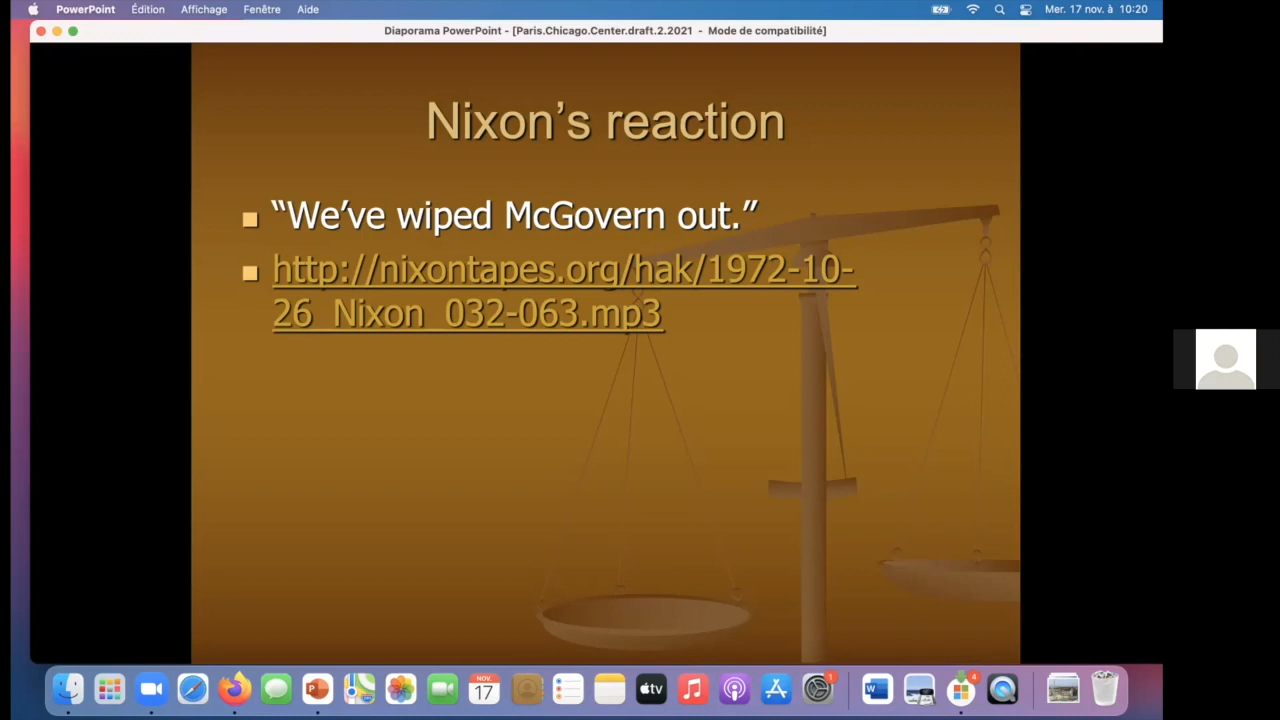 PowerPoint Édition Affichage Fenêtre Aide Mer. 17 nov. à 10:20
Diaporama PowerPoint - [Paris.Chicago.Center.draft.2.2021 - Mode de compatibilité]
Nixon’s reaction
“We’ve wiped McGovern out.”
http://nixontapes.org/hak/1972-10-
26_Nixon_032-063.mp3
NOV.
17
tv
1
4